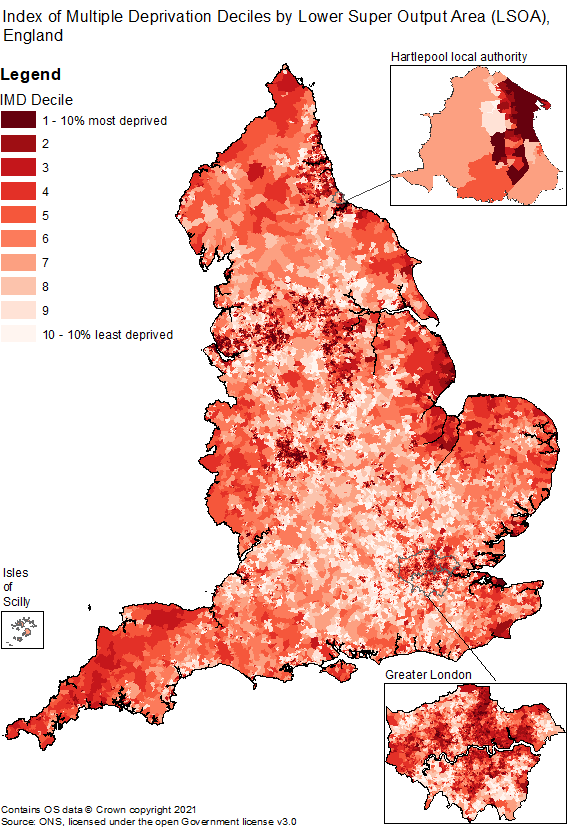 Index of Multiple Deprivation Deciles by Lower Super Output Area (LSOA),
England
Hartlepool local authority
Legend
IMD Decile
1 - 10% most deprived
2
3
4
5
6
7
8
9
10 - 10% least deprived
Isles
of
Scilly
Greater London
Contains OS data © Crown copyright 2021
Source: ONS, licensed under the open Government license v3.0